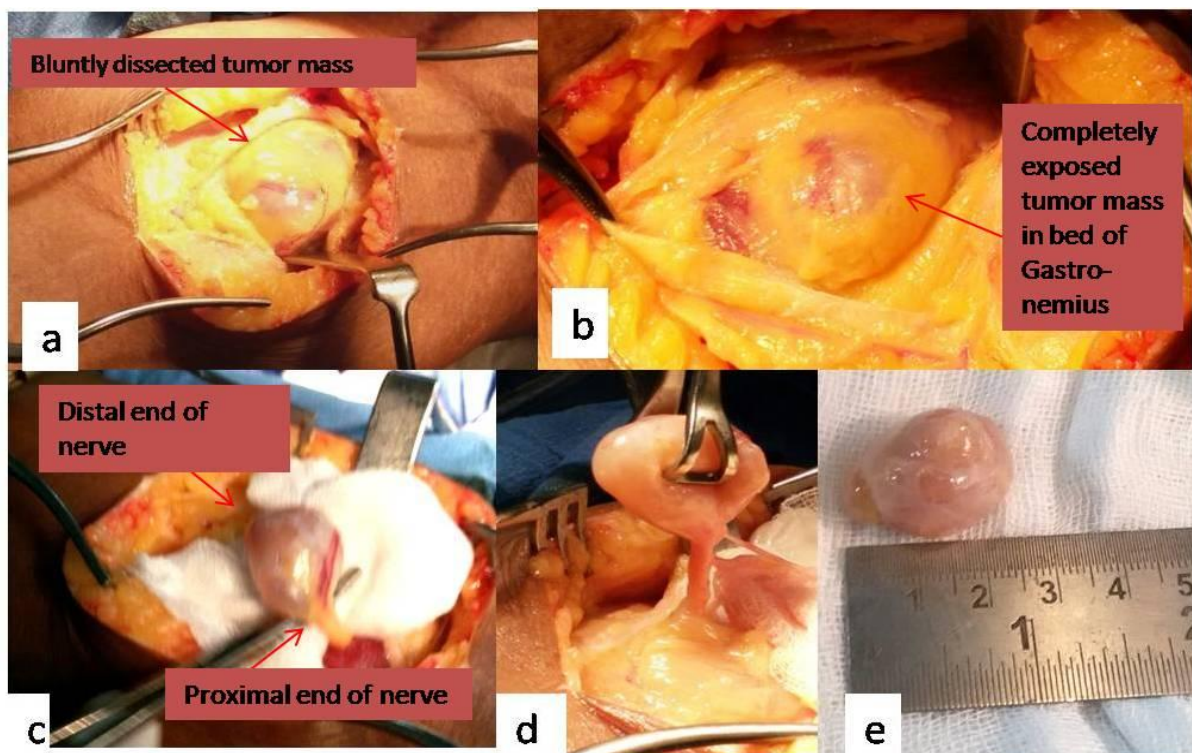 Bluntly dissected tumor mass
a
b
Completely
exposed
tumor mass
in bed of
Gastro-
nemius
Distal end of
nerve
Proximal end of nerve
c
d
e
1 2 3 4 5
1 2